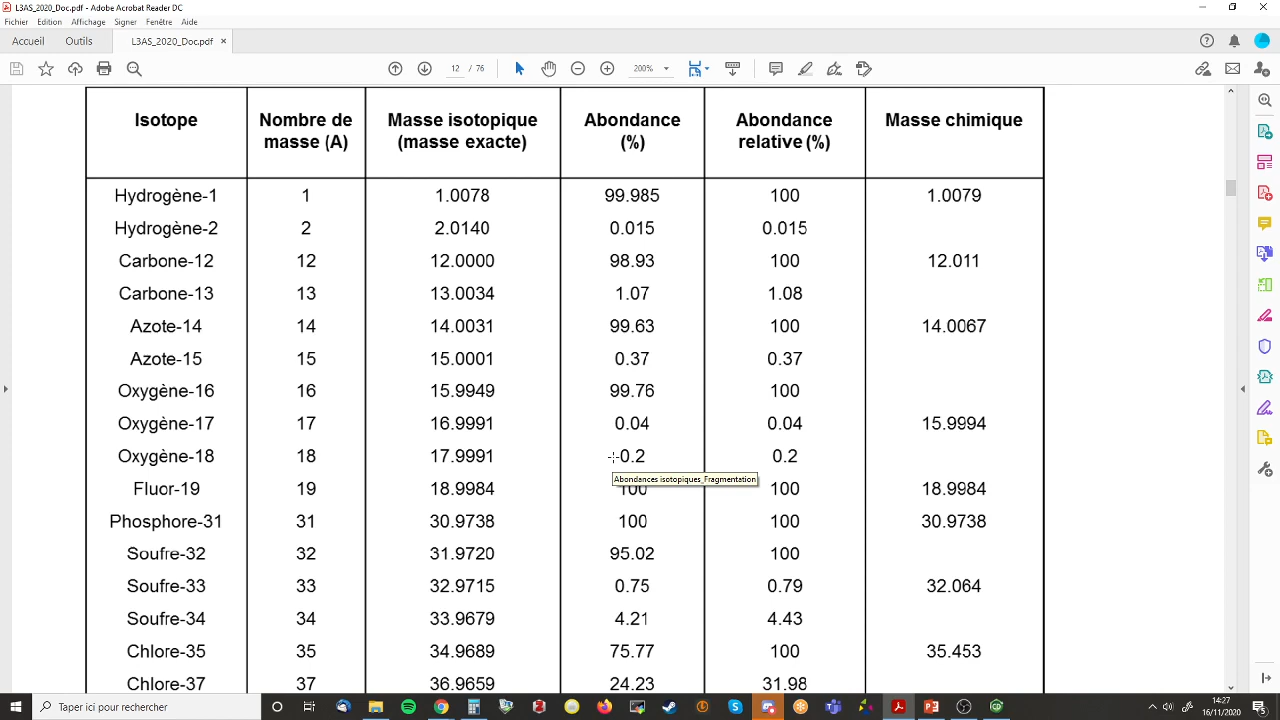 L3AS_2020_Doc.pdf - Adobe Acrobat Reader DC
Fichier Edition Affichage Signer Fenêtre Aide
Accueil Outils L3AS_2020_Doc.pdf ×
12 / 76 200%
Isotope Nombre de masse (A) Masse isotopique (masse exacte) Abondance (%) Abondance relative (%) Masse chimique
Hydrogène-1 1 1.0078 99.985 100 1.0079
Hydrogène-2 2 2.0140 0.015 0.015
Carbone-12 12 12.0000 98.93 100 12.011
Carbone-13 13 13.0034 1.07 1.08
Azote-14 14 14.0031 99.63 100 14.0067
Azote-15 15 15.0001 0.37 0.37
Oxygène-16 16 15.9949 99.76 100
Oxygène-17 17 16.9991 0.04 0.04 15.9994
Oxygène-18 18 17.9991 0.2 0.2
Abondances isotopiques_Fragmentation
Fluor-19 19 18.9984 100 100 18.9984
Phosphore-31 31 30.9738 100 100 30.9738
Soufre-32 32 31.9720 95.02 100
Soufre-33 33 32.9715 0.75 0.79 32.064
Soufre-34 34 33.9679 4.21 4.43
Chlore-35 35 34.9689 75.77 100 35.453
Chlore-37 37 36.9659 24.23 31.98
Taper ici pour rechercher
14:27
16/11/2020